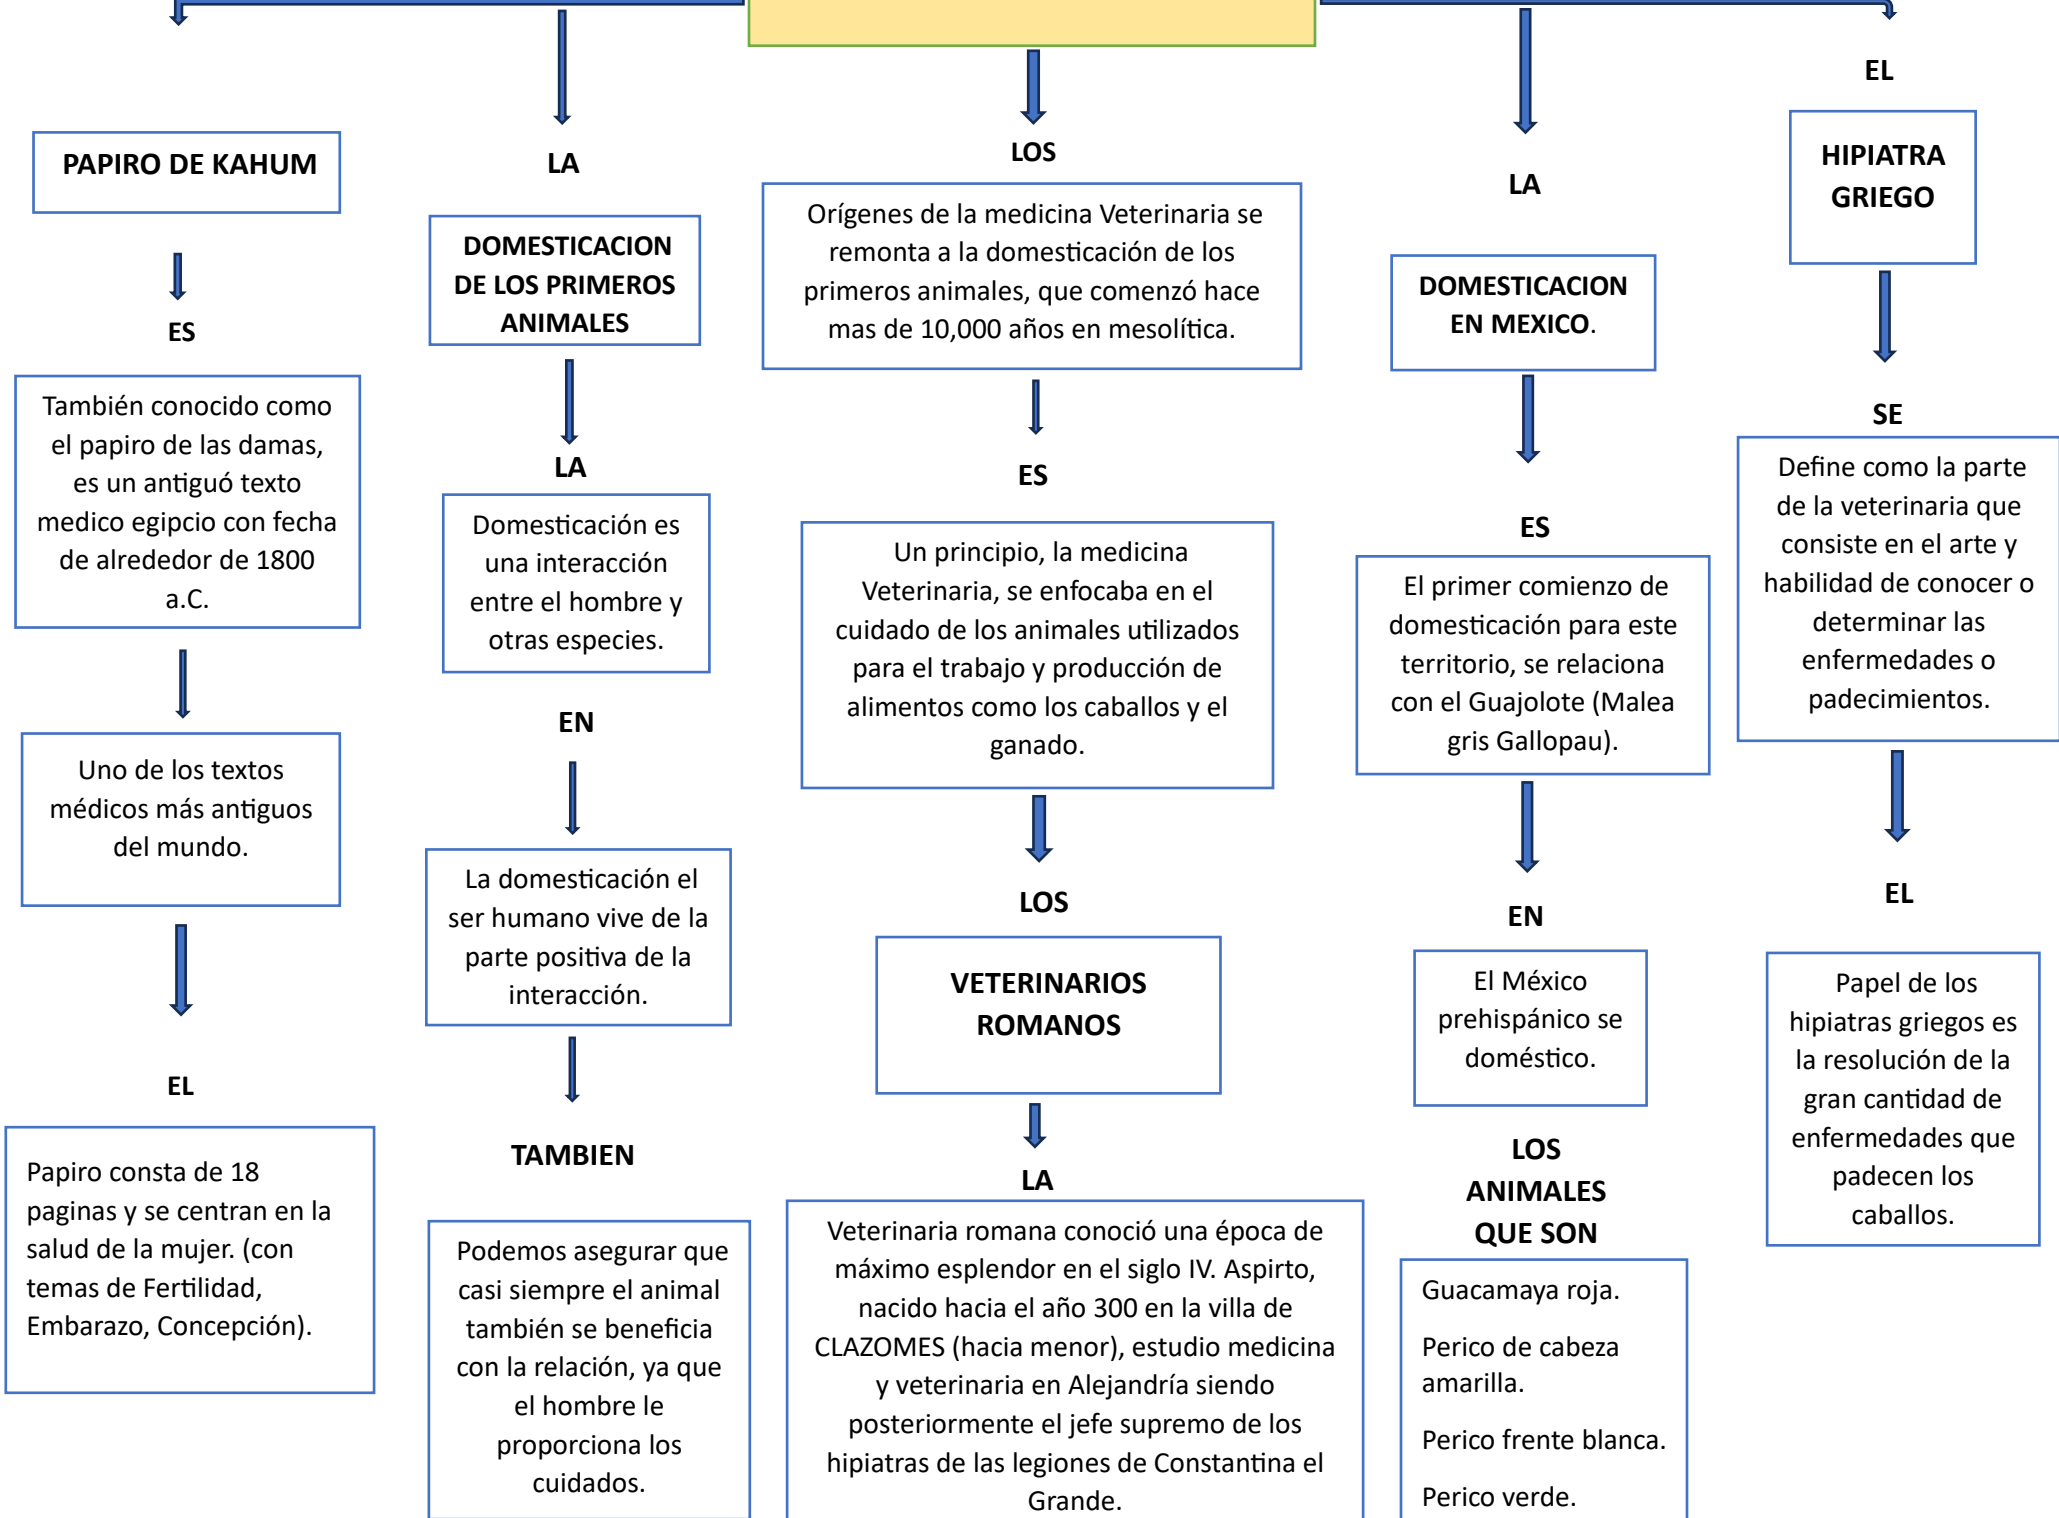 PAPIRO DE KAHUM
ES
También conocido como
el papiro de las damas,
es un antiguó texto
medico egipcio con fecha
de alrededor de 1800
a.C.
Uno de los textos
médicos más antiguos
del mundo.
EL
Papiro consta de 18
paginas y se centran en la
salud de la mujer. (con
temas de Fertilidad,
Embarazo, Concepción).
LA
DOMESTICACION
DE LOS PRIMEROS
ANIMALES
LA
Domesticación es
una interacción
entre el hombre y
otras especies.
EN
La domesticación el
ser humano vive de la
parte positiva de la
interacción.
TAMBIEN
Podemos asegurar que
casi siempre el animal
también se beneficia
con la relación, ya que
el hombre le
proporciona los
cuidados.
LOS
Orígenes de la medicina Veterinaria se
remonta a la domesticación de los
primeros animales, que comenzó hace
mas de 10,000 años en mesolítica.
ES
Un principio, la medicina
Veterinaria, se enfocaba en el
cuidado de los animales utilizados
para el trabajo y producción de
alimentos como los caballos y el
ganado.
LOS
VETERINARIOS
ROMANOS
LA
Veterinaria romana conoció una época de
máximo esplendor en el siglo IV. Aspirto,
nacido hacia el año 300 en la villa de
CLAZOMES (hacia menor), estudio medicina
y veterinaria en Alejandría siendo
posteriormente el jefe supremo de los
hipiatras de las legiones de Constantina el
Grande.
LA
DOMESTICACION
EN MEXICO.
ES
El primer comienzo de
domesticación para este
territorio, se relaciona
con el Guajolote (Malea
gris Gallopau).
EN
El México
prehispánico se
doméstico.
LOS
ANIMALES
QUE SON
Guacamaya roja.
Perico de cabeza
amarilla.
Perico frente blanca.
Perico verde.
EL
HIPIATRA
GRIEGO
SE
Define como la parte
de la veterinaria que
consiste en el arte y
habilidad de conocer o
determinar las
enfermedades o
padecimientos.
EL
Papel de los
hipiatras griegos es
la resolución de la
gran cantidad de
enfermedades que
padecen los
caballos.